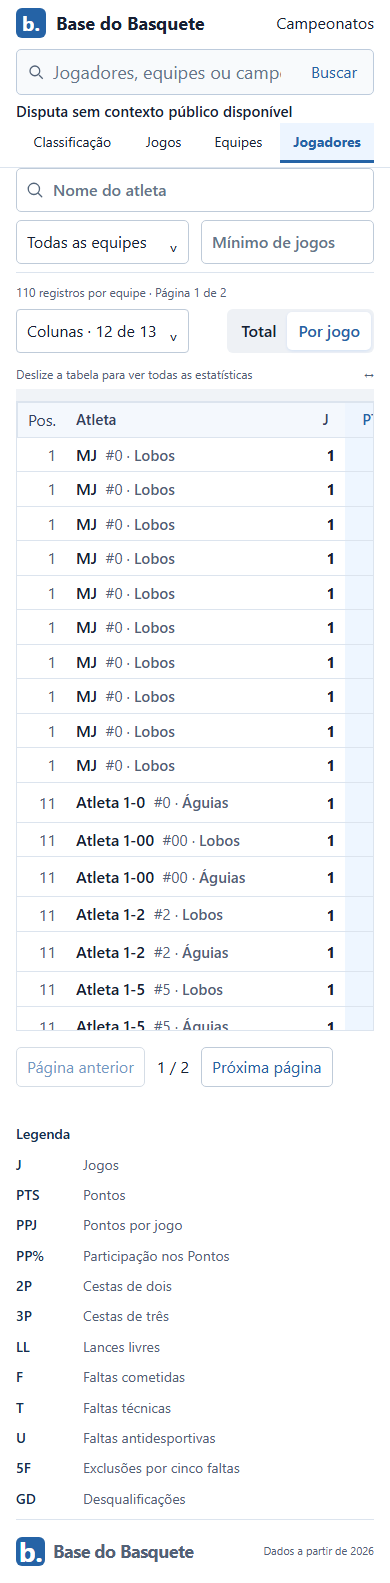 b. Base do Basquete Campeonatos
Jogadores, equipes ou camp Buscar
Disputa sem contexto público disponível
Classificação Jogos Equipes Jogadores
Nome do atleta
Todas as equipes v Mínimo de jogos
110 registros por equipe · Página 1 de 2
Colunas · 12 de 13 v Total Por jogo
Deslize a tabela para ver todas as estatísticas ↔
Pos. Atleta J
1 MJ #0 · Lobos 1
1 MJ #0 · Lobos 1
1 MJ #0 · Lobos 1
1 MJ #0 · Lobos 1
1 MJ #0 · Lobos 1
1 MJ #0 · Lobos 1
1 MJ #0 · Lobos 1
1 MJ #0 · Lobos 1
1 MJ #0 · Lobos 1
1 MJ #0 · Lobos 1
11 Atleta 1-0 #0 · Águias 1
11 Atleta 1-00 #00 · Lobos 1
11 Atleta 1-00 #00 · Águias 1
11 Atleta 1-2 #2 · Lobos 1
11 Atleta 1-2 #2 · Águias 1
11 Atleta 1-5 #5 · Lobos 1
11 Atleta 1-5 #5 · Águias 1
Página anterior 1 / 2 Próxima página
Legenda
J Jogos
PTS Pontos
PPJ Pontos por jogo
PP% Participação nos Pontos
2P Cestas de dois
3P Cestas de três
LL Lances livres
F Faltas cometidas
T Faltas técnicas
U Faltas antidesportivas
5F Exclusões por cinco faltas
GD Desqualificações
b. Base do Basquete Dados a partir de 2026